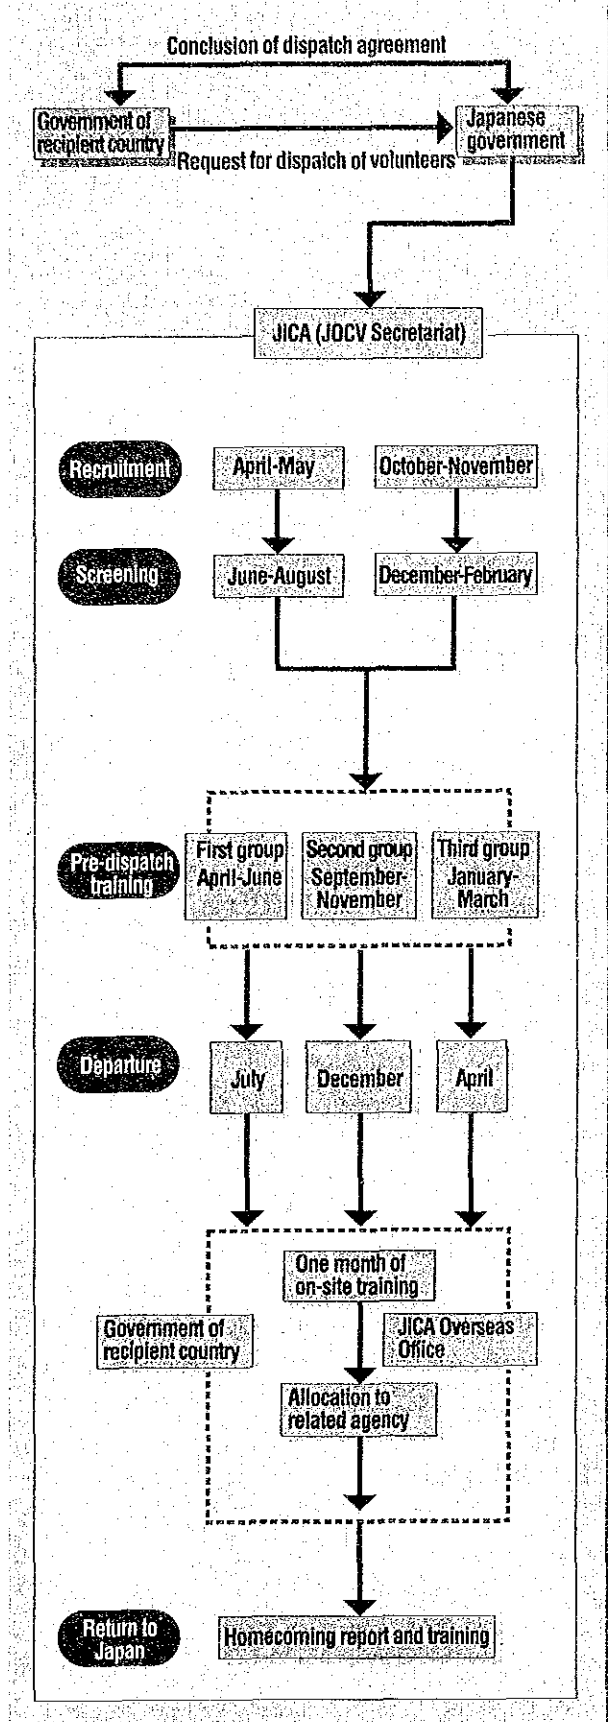 Conclusion of dispatch agreement
Government of
recipient country
Japanese
government
Request for dispatch of volunteers
JICA (JOCV Secretariat)
Recruitment
April-May
October-November
Screening
June-August
December-February
Pre-dispatch
training
First group
April-June
Second group
September-
November
Third group
January-
March
Departure
July
December
April
One month of
on-site training
Government of
recipient country
JICA Overseas
Office
Allocation to
related agency
Return to
Japan
Homecoming report and training